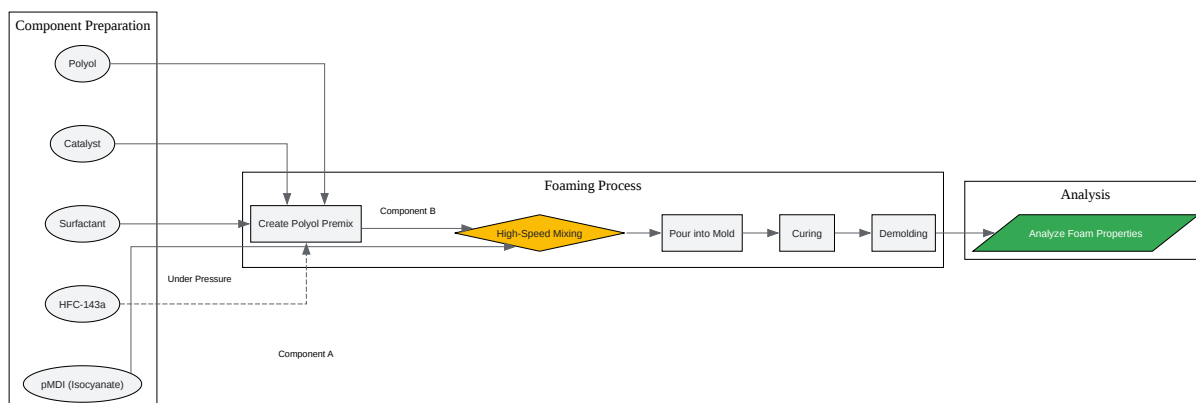 Component Preparation
Polyol
Catalyst
Surfactant
HFC-143a
pMDI (Isocyanate)
Under Pressure
Component A
Foaming Process
Create Polyol Premix
Component B
High-Speed Mixing
Pour into Mold
Curing
Demolding
Analysis
Analyze Foam Properties